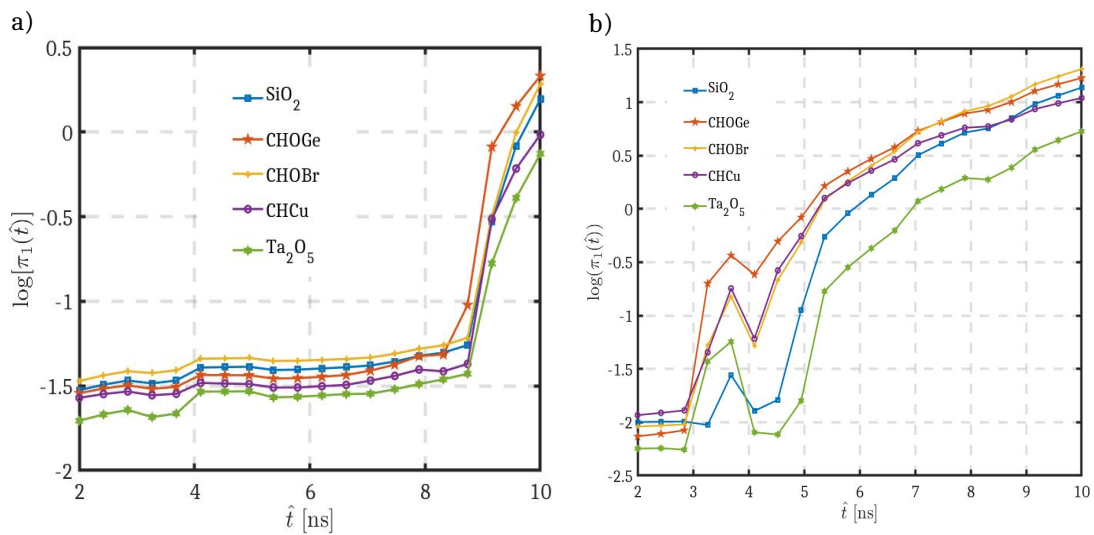 a)
0.5
0
-0.5
-1
-1.5
-2
log[π₁(t̂)]
SiO₂
CHOGe
CHOBr
CHCu
Ta₂O₅
2 4 6 8 10
t̂ [ns]
b)
1.5
1
0.5
0
-0.5
-1
-1.5
-2
-2.5
log(π₁(t̂))
SiO₂
CHOGe
CHOBr
CHCu
Ta₂O₅
2 3 4 5 6 7 8 9 10
t̂ [ns]